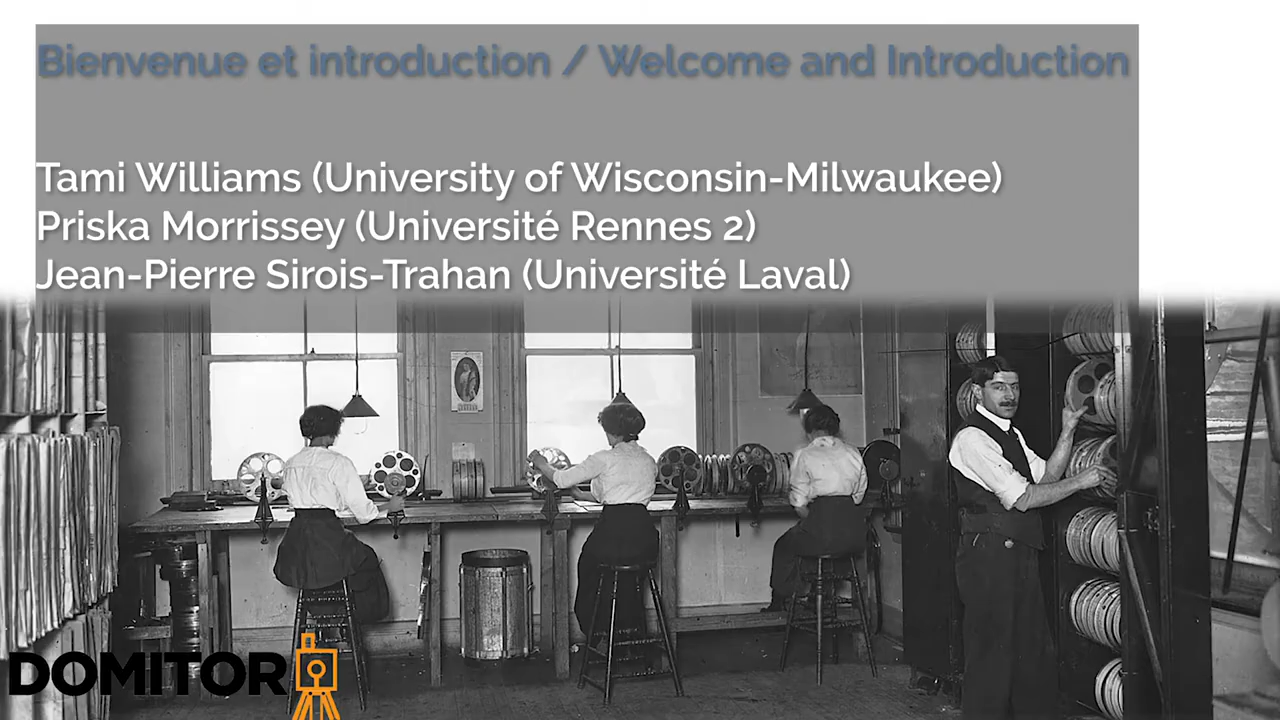 Bienvenue et introduction / Welcome and Introduction
Tami Williams (University of Wisconsin-Milwaukee)
Priska Morrissey (Université Rennes 2)
Jean-Pierre Sirois-Trahan (Université Laval)
DOMITOR